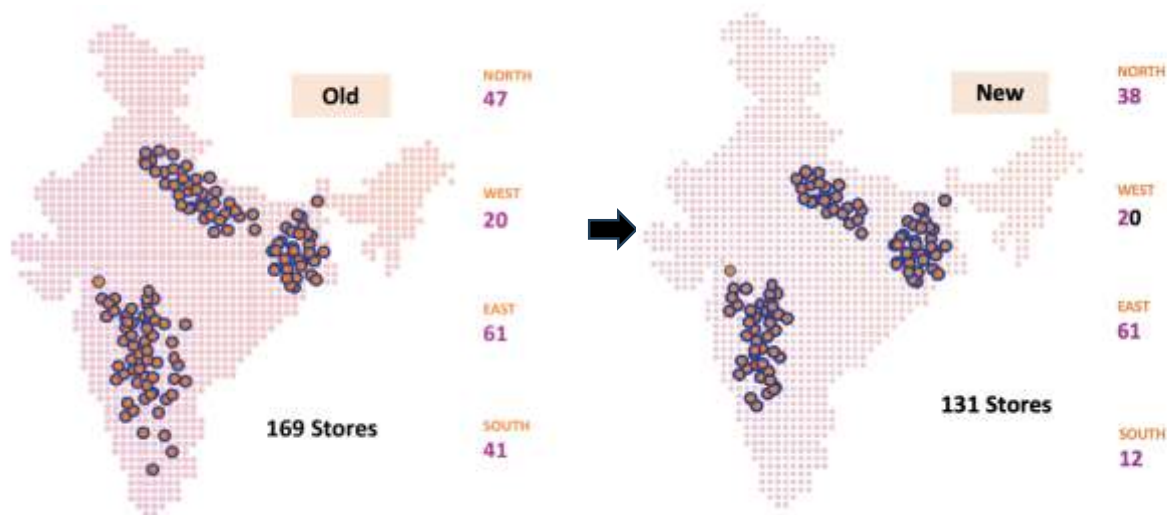 Old
NORTH
47
WEST
20
EAST
61
SOUTH
41
169 Stores
New
NORTH
38
WEST
20
EAST
61
SOUTH
12
131 Stores